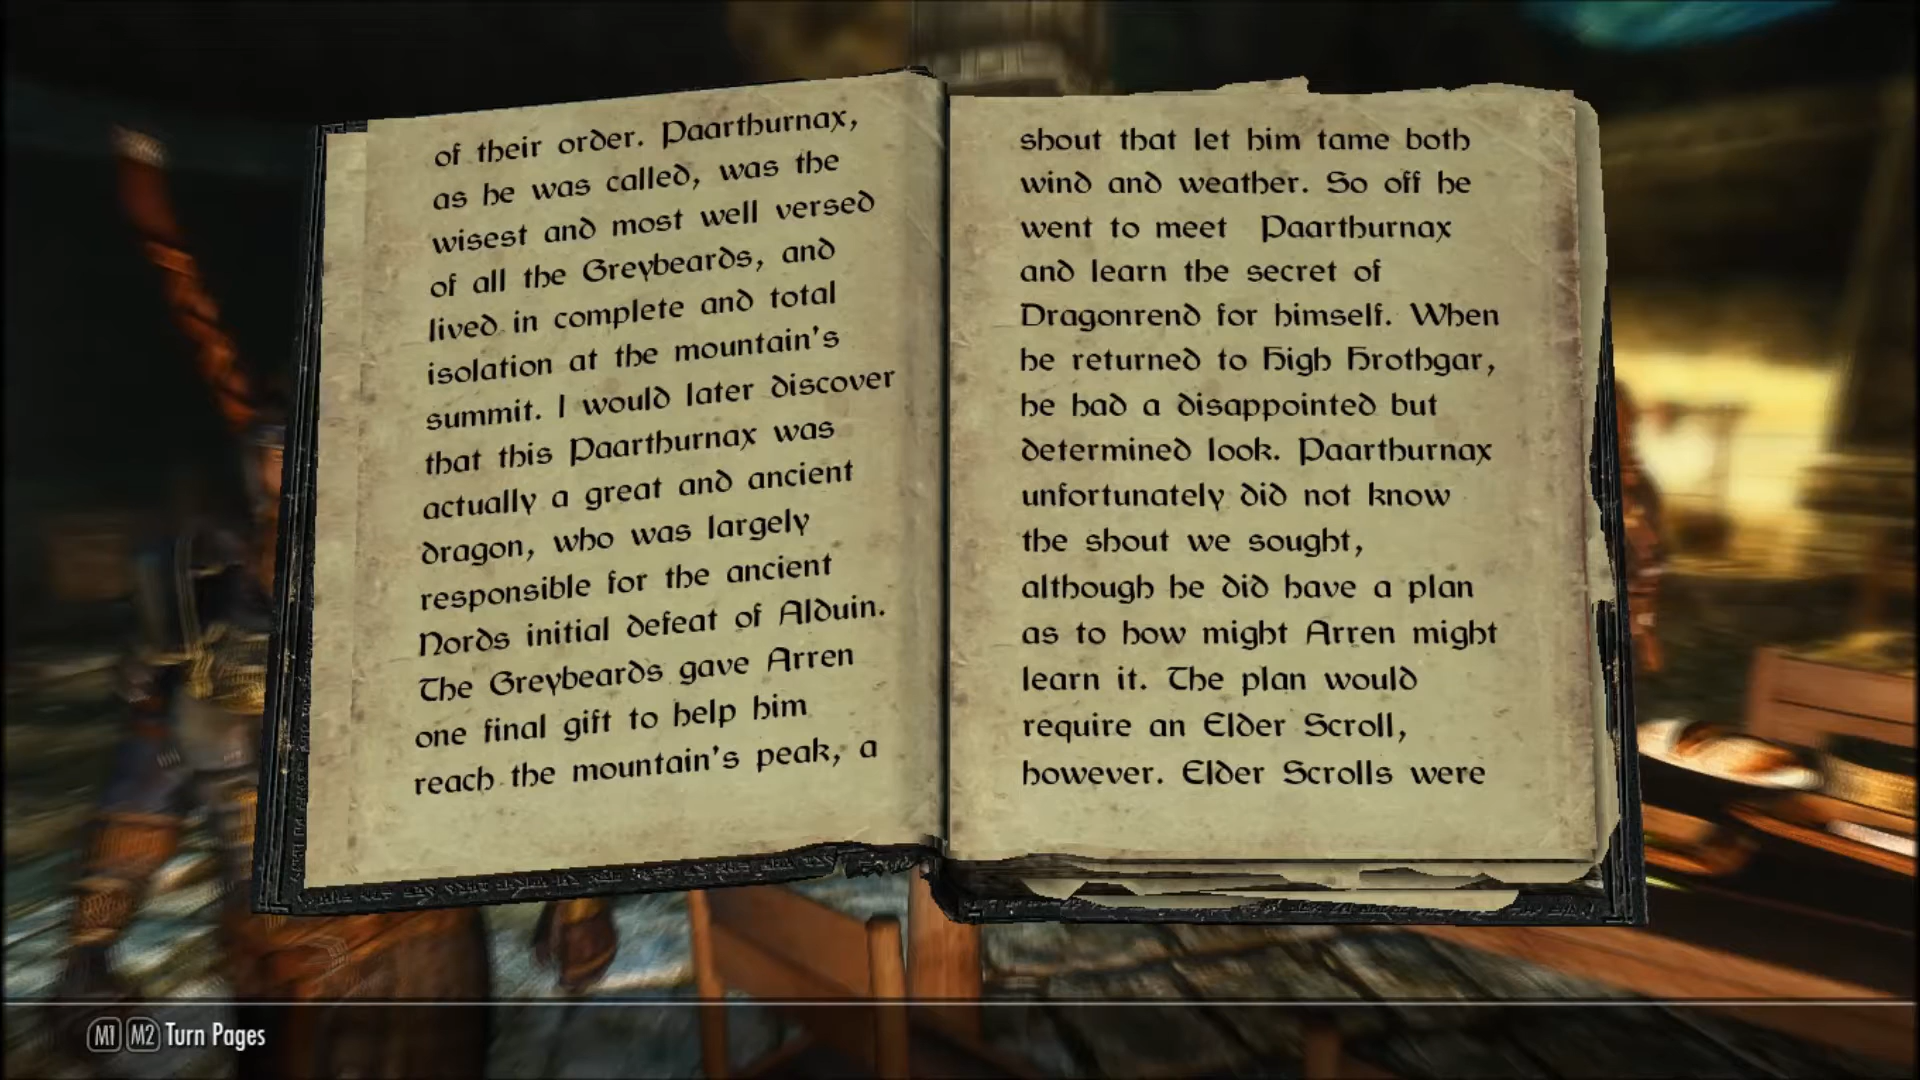 of their order. Paarthurnax,
as he was called, was the
wisest and most well versed
of all the Greybeards, and
lived in complete and total
isolation at the mountain's
summit. I would later discover
that this Paarthurnax was
actually a great and ancient
dragon, who was largely
responsible for the ancient
Nords initial defeat of Alduin.
The Greybeards gave Arren
one final gift to help him
reach the mountain's peak, a
shout that let him tame both
wind and weather. So off he
went to meet Paarthurnax
and learn the secret of
Dragonrend for himself. When
he returned to High Hrothgar,
he had a disappointed but
determined look. Paarthurnax
unfortunately did not know
the shout we sought,
although he did have a plan
as to how might Arren might
learn it. The plan would
require an Elder Scroll,
however. Elder Scrolls were
M1 M2 Turn Pages